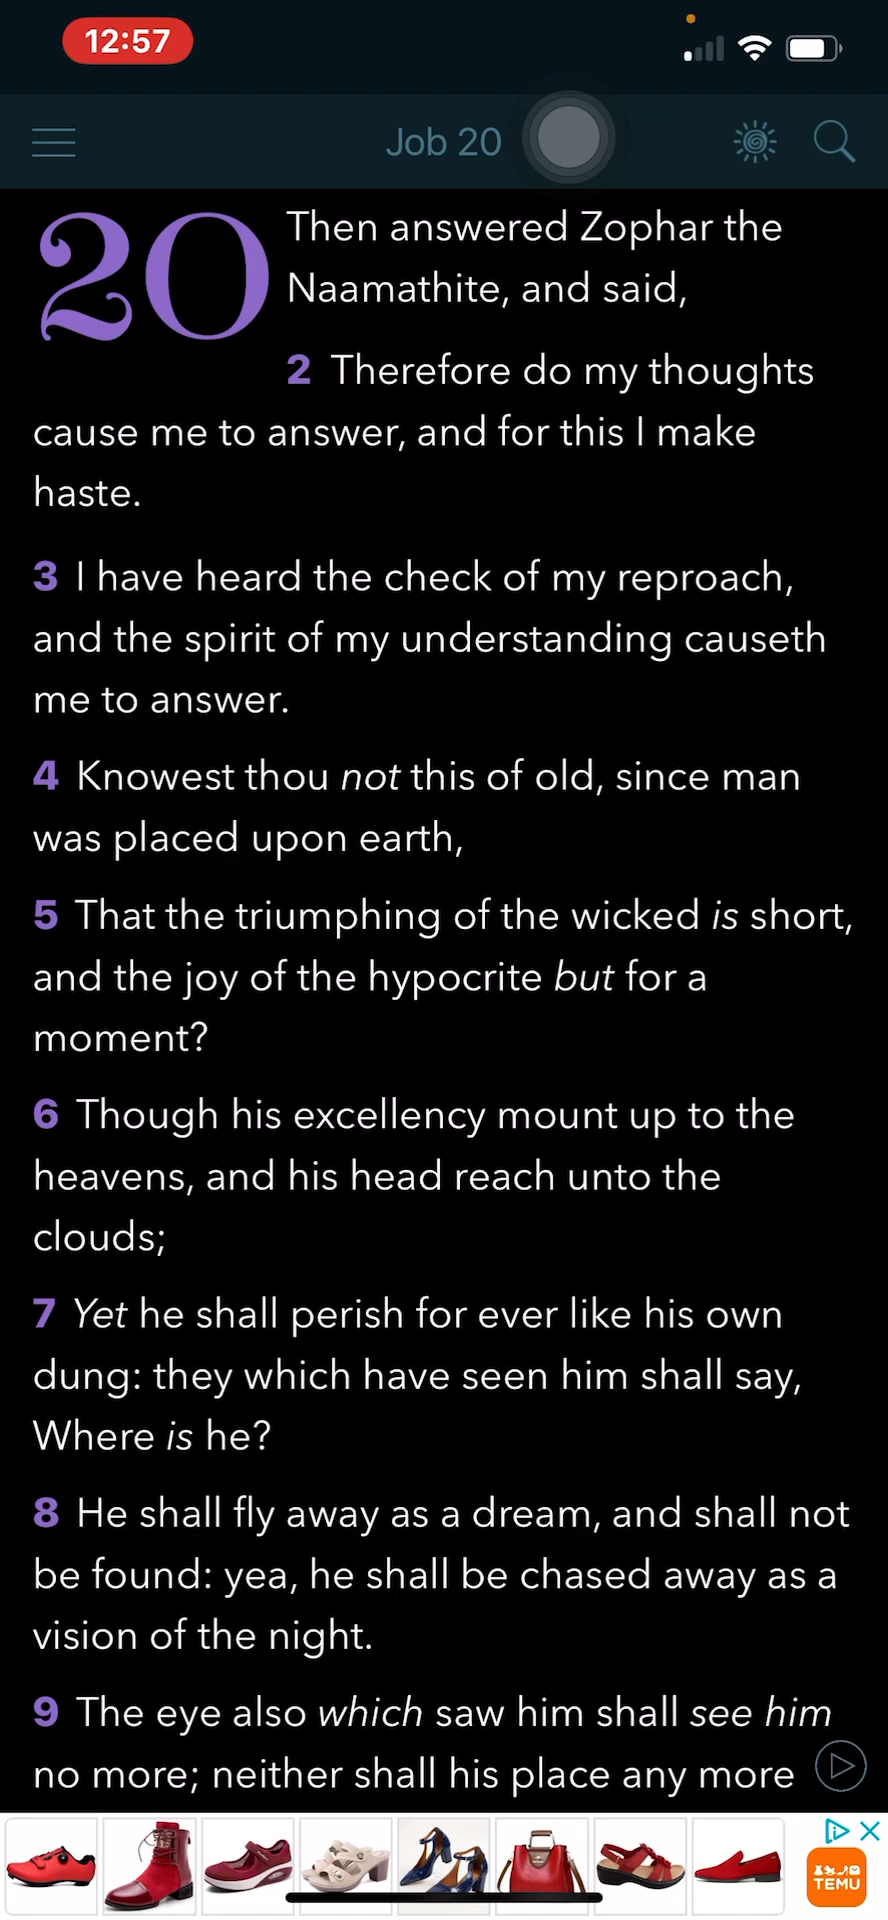 12:57
Job 20
20 Then answered Zophar the
Naamathite, and said,
2 Therefore do my thoughts
cause me to answer, and for this I make
haste.
3 I have heard the check of my reproach,
and the spirit of my understanding causeth
me to answer.
4 Knowest thou not this of old, since man
was placed upon earth,
5 That the triumphing of the wicked is short,
and the joy of the hypocrite but for a
moment?
6 Though his excellency mount up to the
heavens, and his head reach unto the
clouds;
7 Yet he shall perish for ever like his own
dung: they which have seen him shall say,
Where is he?
8 He shall fly away as a dream, and shall not
be found: yea, he shall be chased away as a
vision of the night.
9 The eye also which saw him shall see him
no more; neither shall his place any more
TEMU